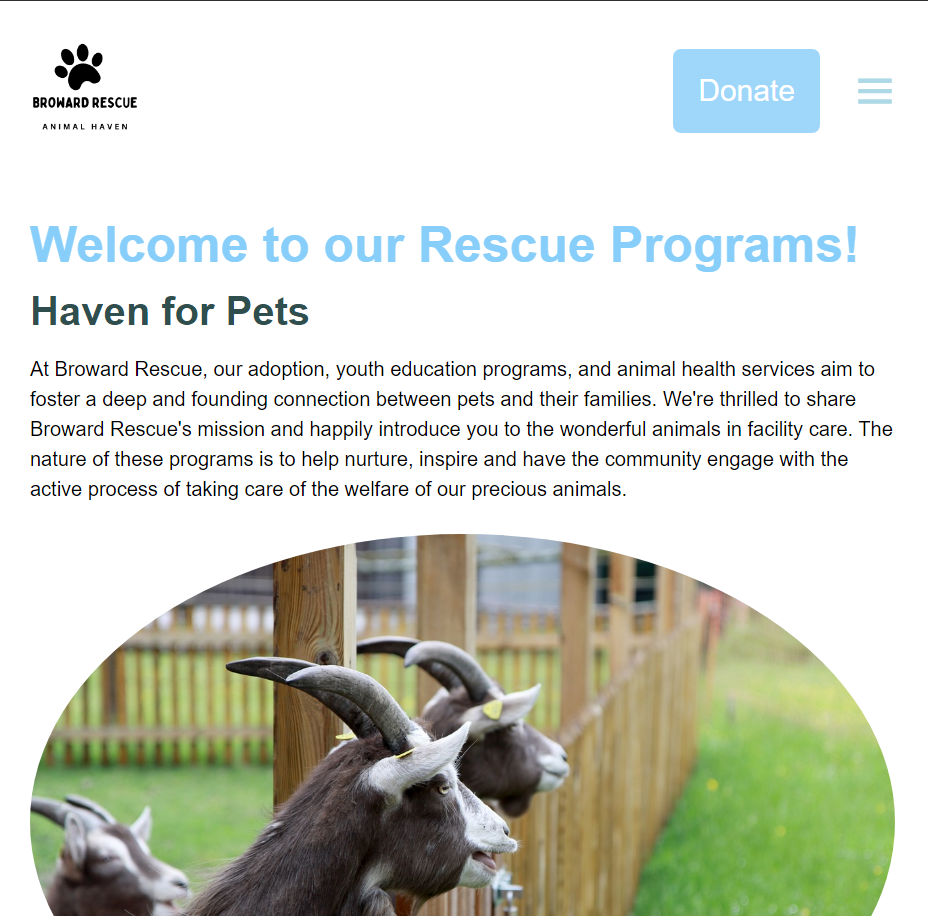 BROWARD RESCUE
ANIMAL HAVEN
Donate
Welcome to our Rescue Programs!
Haven for Pets
At Broward Rescue, our adoption, youth education programs, and animal health services aim to
foster a deep and founding connection between pets and their families. We're thrilled to share
Broward Rescue's mission and happily introduce you to the wonderful animals in facility care. The
nature of these programs is to help nurture, inspire and have the community engage with the
active process of taking care of the welfare of our precious animals.